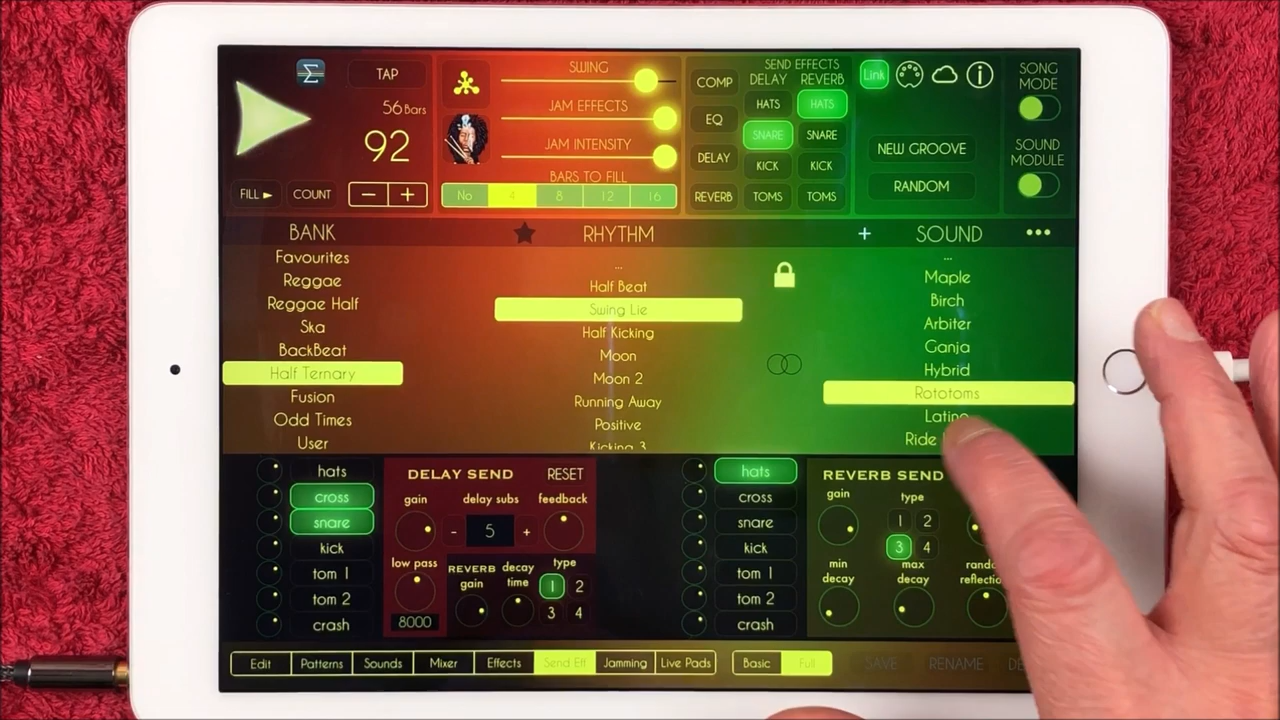 Σ
TAP
56 Bars
92
FILL ►
COUNT
− +
SWING
JAM EFFECTS
JAM INTENSITY
BARS TO FILL
No 4 8 12 16
COMP
EQ
DELAY
REVERB
SEND EFFECTS
DELAY REVERB
HATS HATS
SNARE SNARE
KICK KICK
TOMS TOMS
Link
i
NEW GROOVE
RANDOM
SONG
MODE
SOUND
MODULE
BANK
Favourites
Reggae
Reggae Half
Ska
BackBeat
Half Ternary
Fusion
Odd Times
User
RHYTHM
...
Half Beat
Swing Lie
Half Kicking
Moon
Moon 2
Running Away
Positive
Kicking 3
+ SOUND •••
...
Maple
Birch
Arbiter
Ganja
Hybrid
Rototoms
Latino
Ride
hats
cross
snare
kick
tom 1
tom 2
crash
DELAY SEND RESET
gain delay subs feedback
- 5 +
low pass
8000
REVERB
gain
decay
time
type
1 2
3 4
hats
cross
snare
kick
tom 1
tom 2
crash
REVERB SEND
gain type
1 2
3 4
min
decay
max
decay
Edit Patterns Sounds Mixer Effects Send Eff Jamming Live Pads
Basic Full
SAVE RENAME